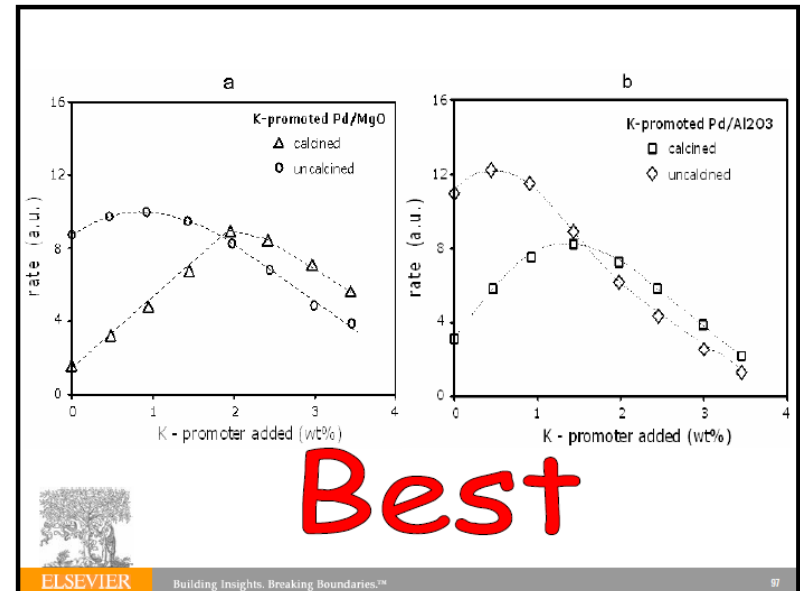 a
16
12
8
4
0
0
1
2
3
4
rate (a.u.)
K - promoter added (wt%)
K-promoted Pd/MgO
calcined
uncalcined
b
16
12
8
4
0
0
1
2
3
4
rate (a.u.)
K - promoter added (wt%)
K-promoted Pd/Al2O3
calcined
uncalcined
Best
ELSEVIER
Building Insights. Breaking Boundaries.™
97